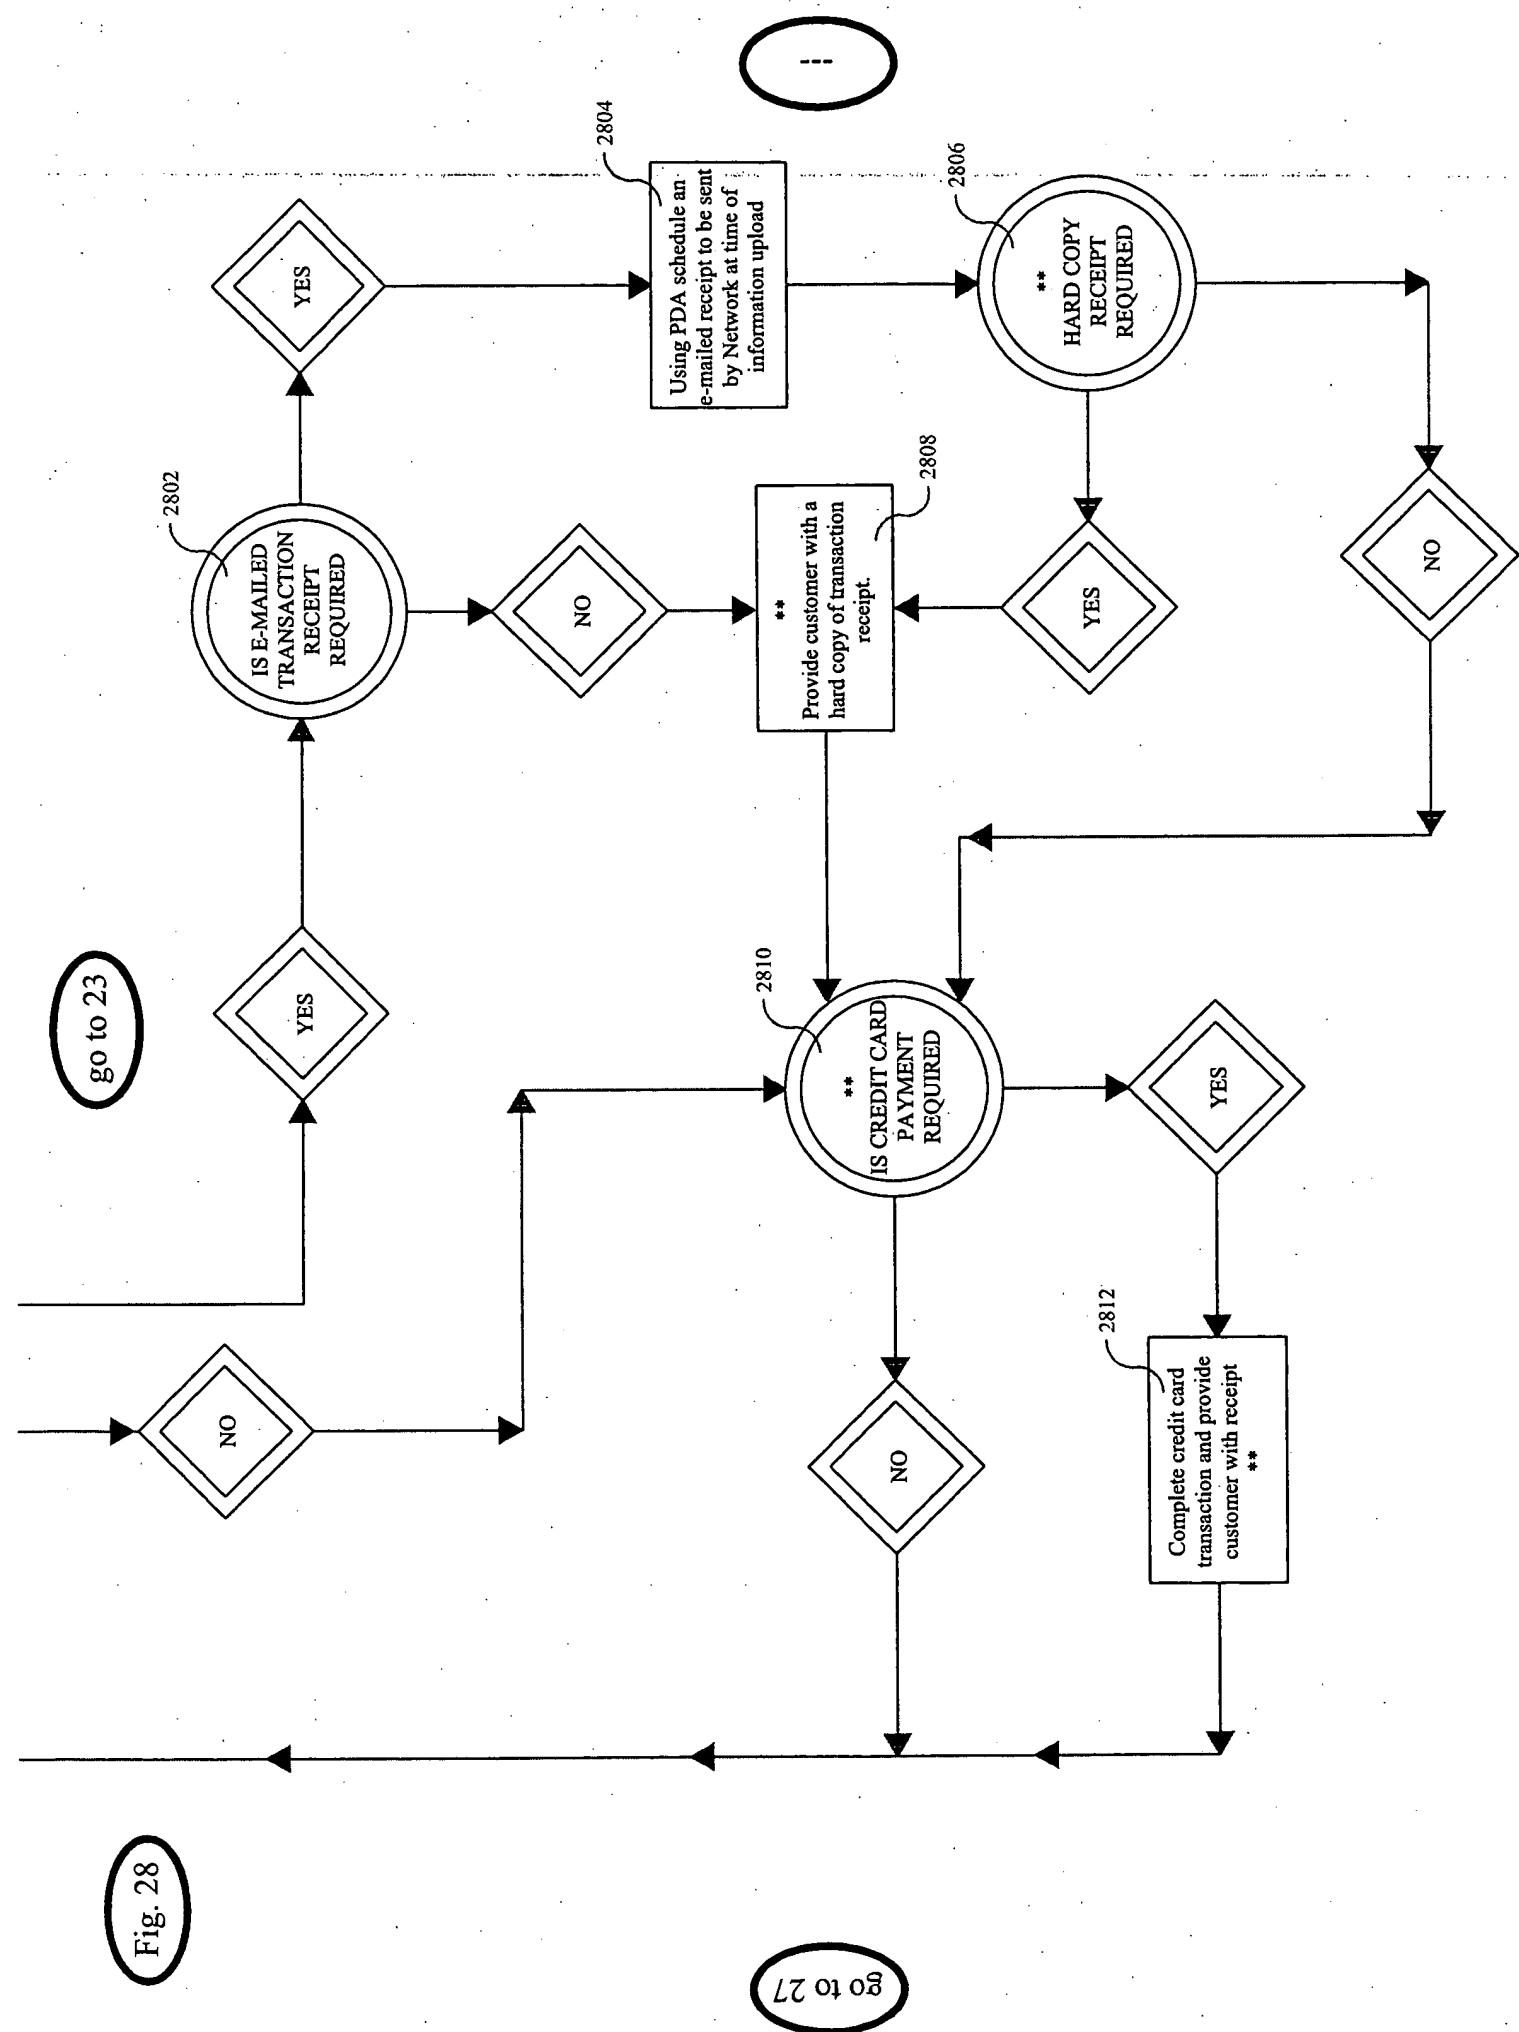 Fig. 28
go to 23
go to 27
---
NO
YES
2802
IS E-MAILED
TRANSACTION
RECEIPT
REQUIRED
YES
NO
2804
Using PDA schedule an
e-mailed receipt to be sent
by Network at time of
information upload
2808
**
Provide customer with a
hard copy of transaction
receipt.
2806
**
HARD COPY
RECEIPT
REQUIRED
YES
NO
2810
**
IS CREDIT CARD
PAYMENT
REQUIRED
NO
YES
2812
Complete credit card
transaction and provide
customer with receipt
**